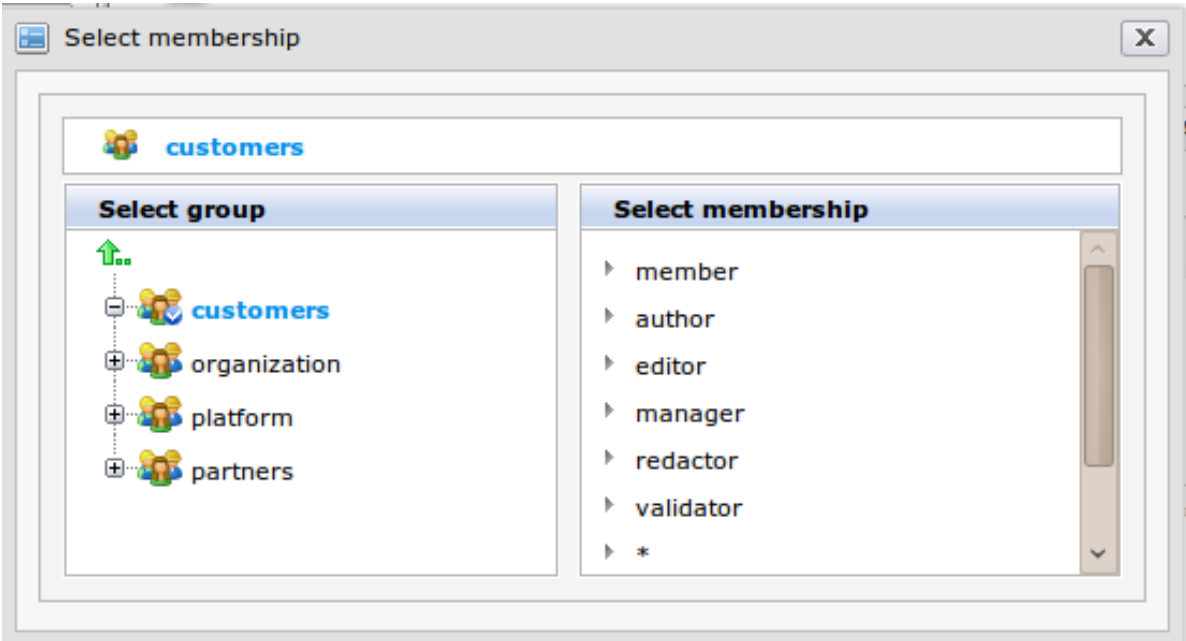 Select membership
X
customers
Select group
customers
organization
platform
partners
Select membership
member
author
editor
manager
redactor
validator
*